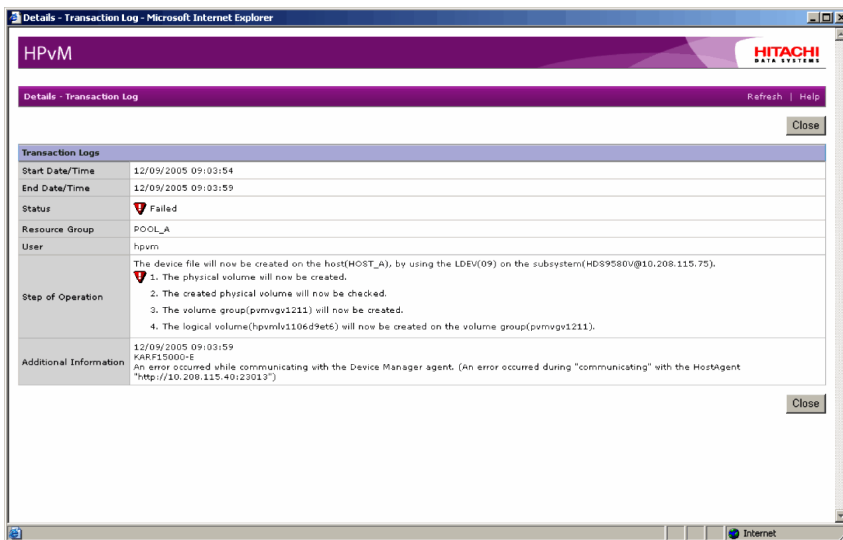 Details - Transaction Log - Microsoft Internet Explorer
HPvM
HITACHI
DATA SYSTEMS
Details - Transaction Log Refresh | Help
Close
Transaction Logs
Start Date/Time 12/09/2005 09:03:54
End Date/Time 12/09/2005 09:03:59
Status Failed
Resource Group POOL_A
User hpvm
Step of Operation
The device file will now be created on the host(HOST_A), by using the LDEV(09) on the subsystem(HDS9580V@10.208.115.75).
1. The physical volume will now be created.
2. The created physical volume will now be checked.
3. The volume group(pvmvgv1211) will now be created.
4. The logical volume(hpvmlv1106d9et6) will now be created on the volume group(pvmvgv1211).
Additional Information
12/09/2005 09:03:59
KARF15000-E
An error occurred while communicating with the Device Manager agent. (An error occurred during "communicating" with the HostAgent
"http://10.208.115.40:23013")
Close
Internet